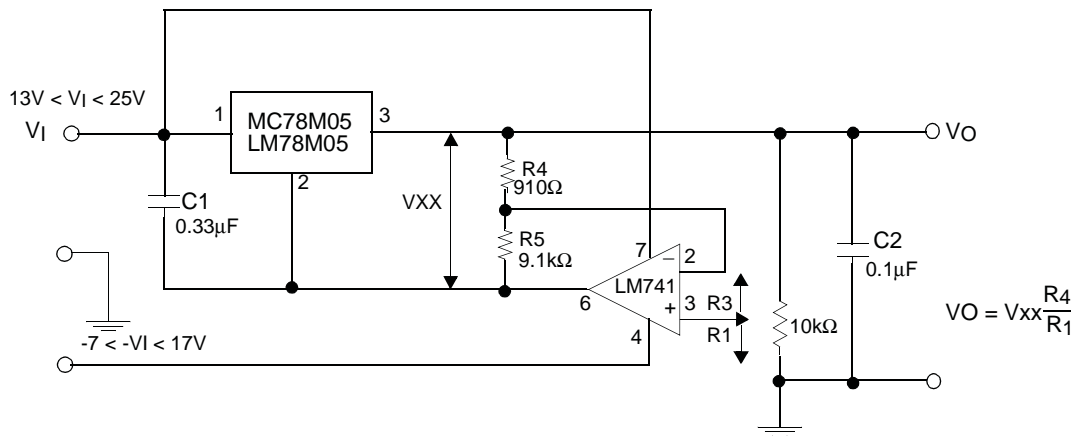 13V < VI < 25V
VI
1
MC78M05
LM78M05
3
2
C1
0.33μF
VXX
R4
910Ω
R5
9.1kΩ
7
–
2
LM741
6
+
3
4
R3
R1
10kΩ
C2
0.1μF
VO
-7 < -VI < 17V
VO = Vxx R4
R1